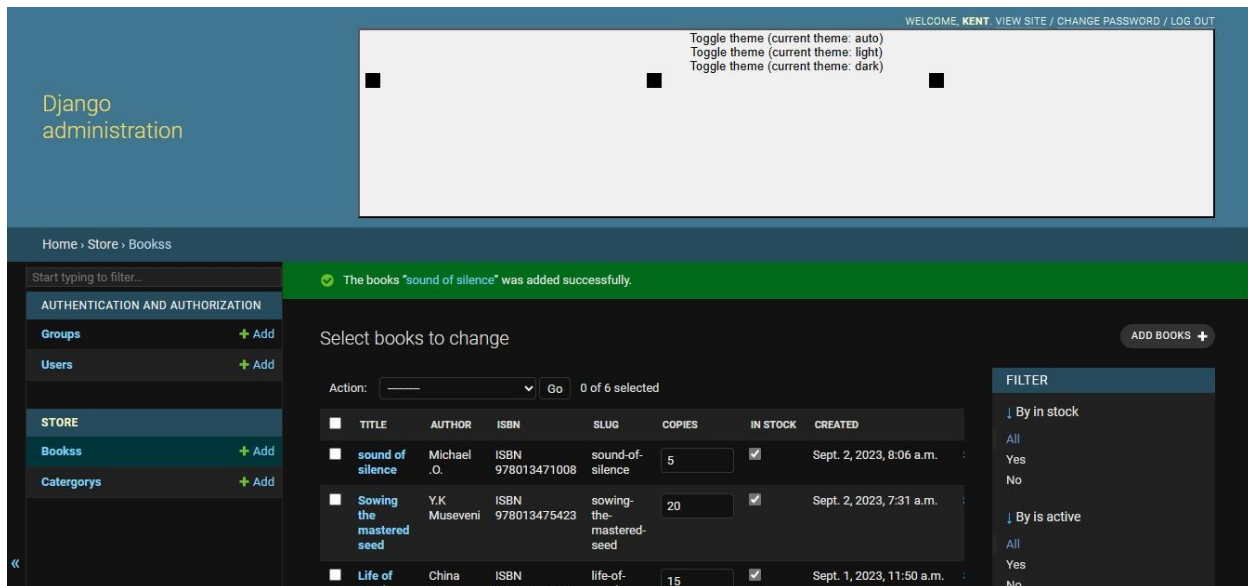 WELCOME, KENT. VIEW SITE / CHANGE PASSWORD / LOG OUT
Toggle theme (current theme: auto)
Toggle theme (current theme: light)
Toggle theme (current theme: dark)
Django
administration
Home › Store › Bookss
Start typing to filter...
AUTHENTICATION AND AUTHORIZATION
Groups + Add
Users + Add
STORE
Bookss + Add
Catergorys + Add
«
The books “sound of silence” was added successfully.
Select books to change
ADD BOOKS +
Action: --------- Go 0 of 6 selected
TITLE AUTHOR ISBN SLUG COPIES IN STOCK CREATED
sound of Michael ISBN sound-of- 5 Sept. 2, 2023, 8:06 a.m.
silence .O. 978013471008 silence
Sowing Y.K ISBN sowing- 20 Sept. 2, 2023, 7:31 a.m.
the Museveni 978013475423 the-
mastered mastered-
seed seed
Life of China ISBN life-of- 15 Sept. 1, 2023, 11:50 a.m.
FILTER
↓ By in stock
All
Yes
No
↓ By is active
All
Yes
No